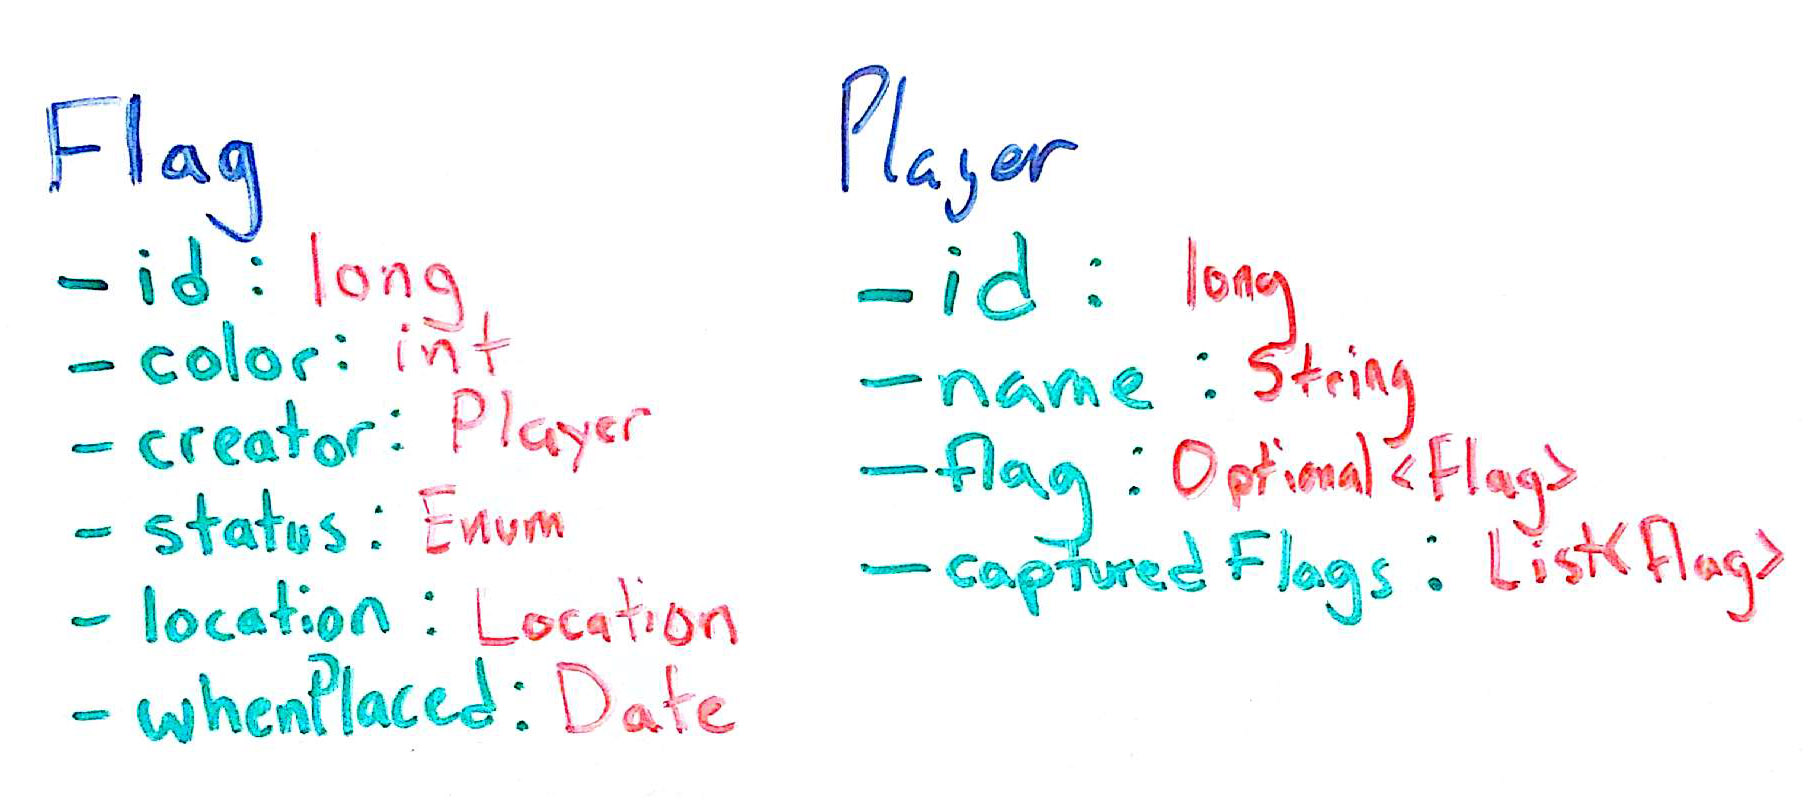 Flag
- id : long
- color: int
- creator: Player
- status: Enum
- location : Location
- whenPlaced: Date
Player
- id : long
- name : String
- flag : Optional<Flag>
- capturedFlags : List<Flag>